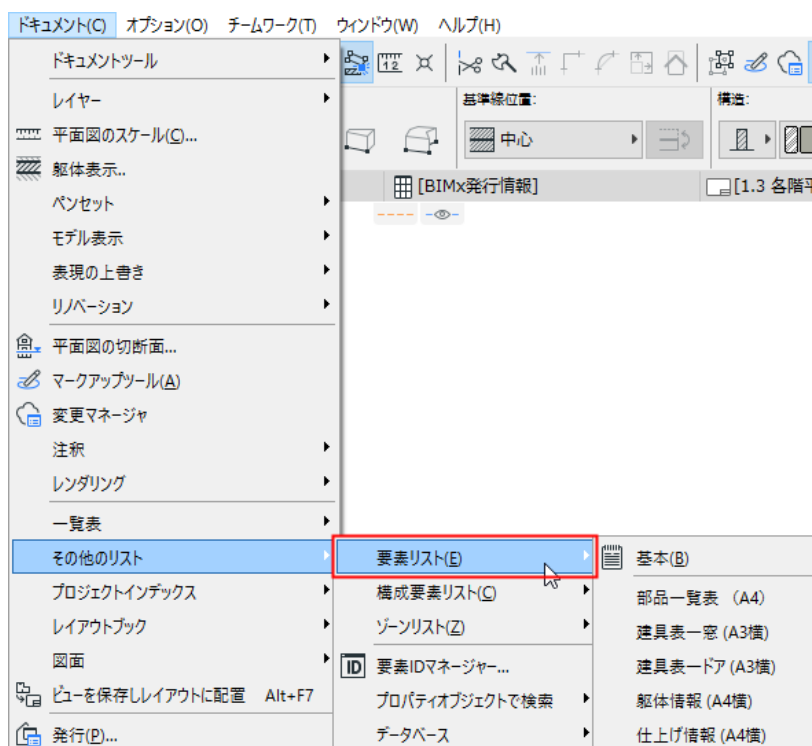 ドキュメント(C) オプション(O) チームワーク(T) ウィンドウ(W) ヘルプ(H)
ドキュメントツール
レイヤー
平面図のスケール(C)...
躯体表示..
ペンセット
モデル表示
表現の上書き
リノベーション
平面図の切断面...
マークアップツール(A)
変更マネージャ
注釈
レンダリング
一覧表
その他のリスト
プロジェクトインデックス
レイアウトブック
図面
ビューを保存しレイアウトに配置 Alt+F7
発行(P)...
12
基準線位置:
構造:
中心
[BIMx発行情報]
[1.3 各階平
要素リスト(E)
構成要素リスト(C)
ゾーンリスト(Z)
ID 要素IDマネージャー...
プロパティオブジェクトで検索
データベース
基本(B)
部品一覧表 (A4)
建具表ー窓 (A3横)
建具表ードア (A3横)
躯体情報 (A4横)
仕上げ情報 (A4横)